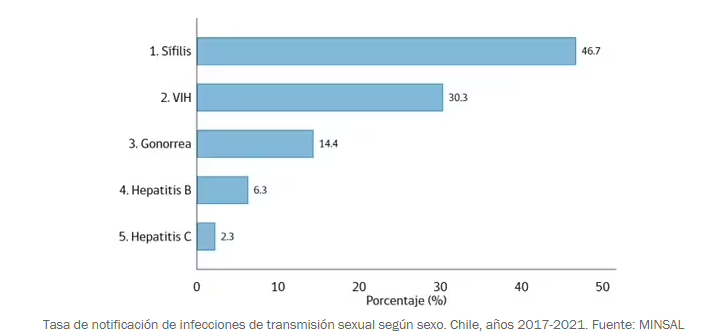 1. Sífilis 46.7
2. VIH 30.3
3. Gonorrea 14.4
4. Hepatitis B 6.3
5. Hepatitis C 2.3
0 10 20 30 40 50
Porcentaje (%)
Tasa de notificación de infecciones de transmisión sexual según sexo. Chile, años 2017-2021. Fuente: MINSAL